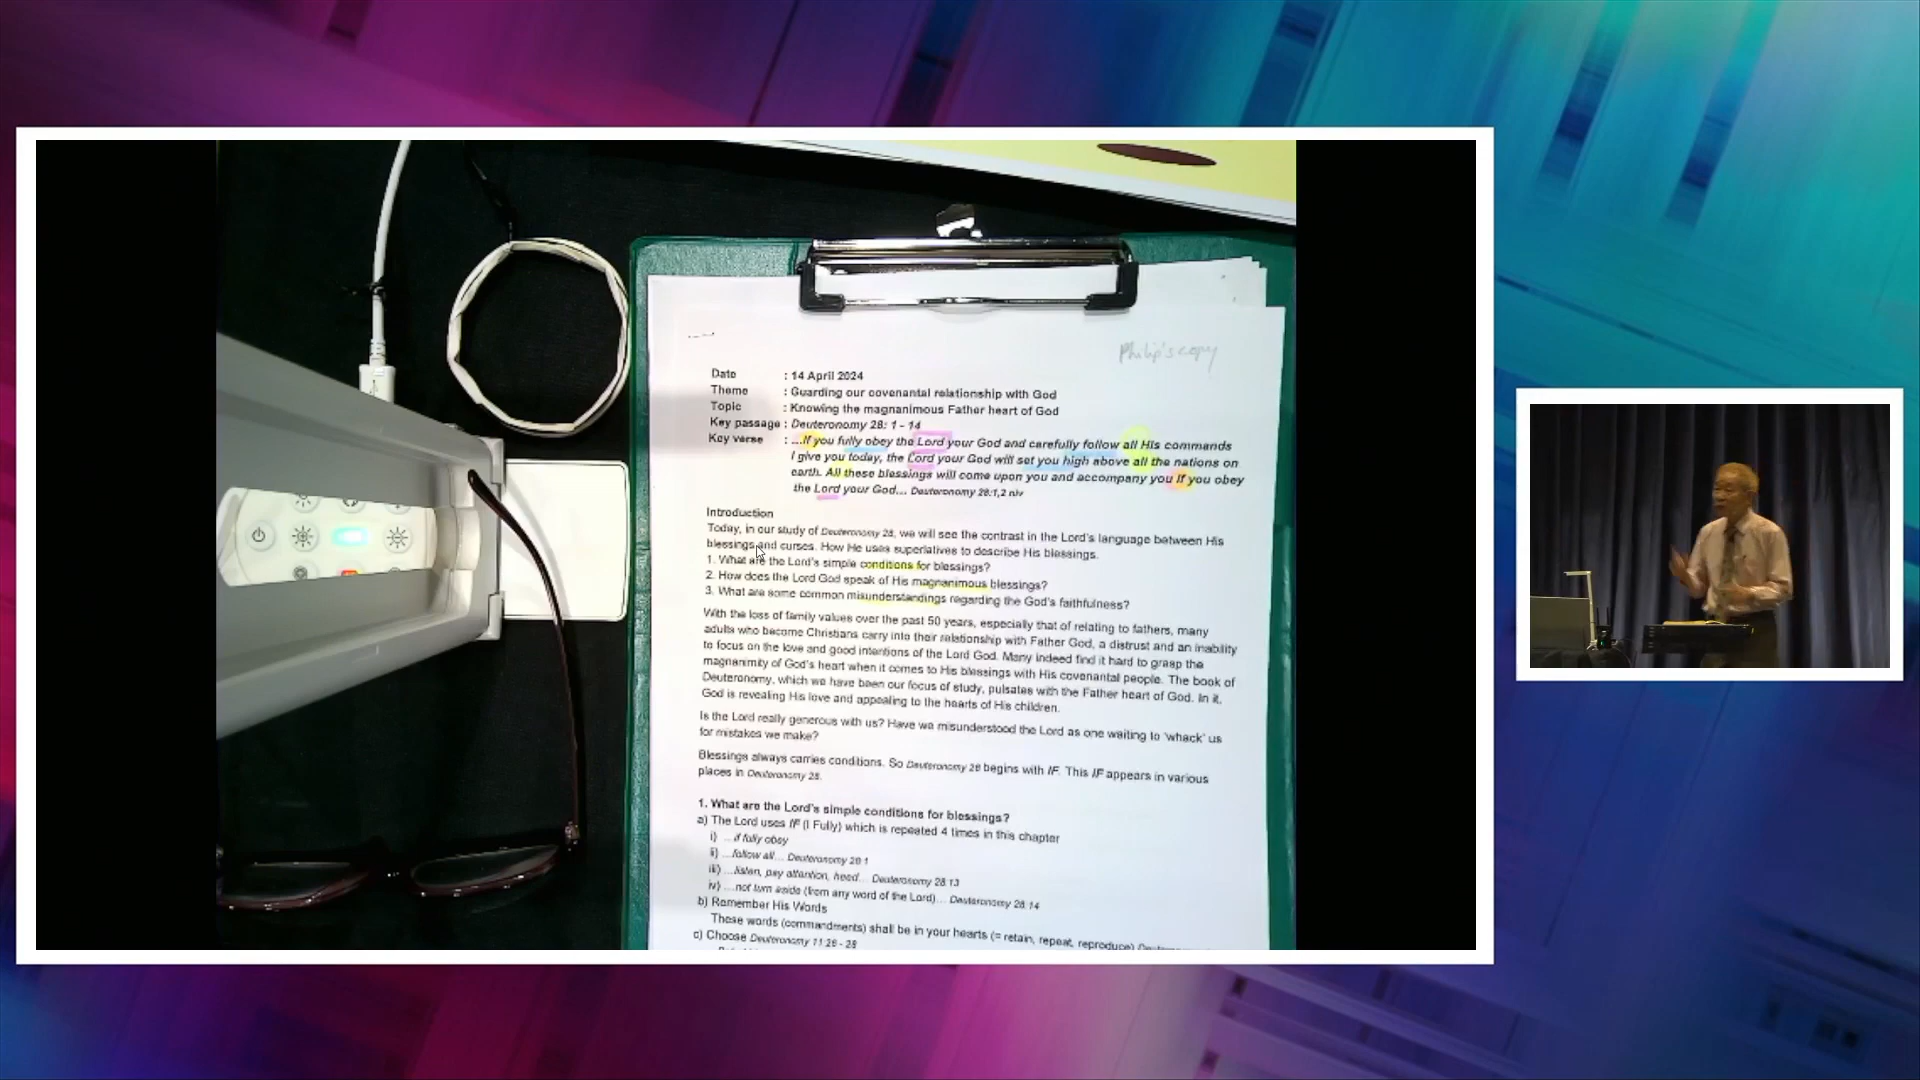 Philip's copy
Date : 14 April 2024
Theme : Guarding our covenantal relationship with God
Topic : Knowing the magnanimous Father heart of God
Key passage : Deuteronomy 28: 1 - 14
Key verse : ...If you fully obey the Lord your God and carefully follow all His commands
I give you today, the Lord your God will set you high above all the nations on
earth. All these blessings will come upon you and accompany you if you obey
the Lord your God... Deuteronomy 28:1,2 niv
Introduction
Today, in our study of Deuteronomy 28, we will see the contrast in the Lord's language between His
blessings and curses. How He uses superlatives to describe His blessings.
1. What are the Lord's simple conditions for blessings?
2. How does the Lord God speak of His magnanimous blessings?
3. What are some common misunderstandings regarding the God's faithfulness?
With the loss of family values over the past 50 years, especially that of relating to fathers, many
adults who become Christians carry into their relationship with Father God, a distrust and an inability
to focus on the love and good intentions of the Lord God. Many indeed find it hard to grasp the
magnanimity of God's heart when it comes to His blessings with His covenantal people. The book of
Deuteronomy, which we have been our focus of study, pulsates with the Father heart of God. In it,
God is revealing His love and appealing to the hearts of His children.
Is the Lord really generous with us? Have we misunderstood the Lord as one waiting to 'whack' us
for mistakes we make?
Blessings always carries conditions. So Deuteronomy 28 begins with IF. This IF appears in various
places in Deuteronomy 28.
1. What are the Lord's simple conditions for blessings?
a) The Lord uses IF (I Fully) which is repeated 4 times in this chapter
i) ...if fully obey
ii) ...follow all... Deuteronomy 28:1
iii) ...listen, pay attention, heed... Deuteronomy 28:13
iv) ...not turn aside (from any word of the Lord)... Deuteronomy 28:14
b) Remember His Words
These words (commandments) shall be in your hearts (= retain, repeat, reproduce)
c) Choose Deuteronomy 11:26 - 28